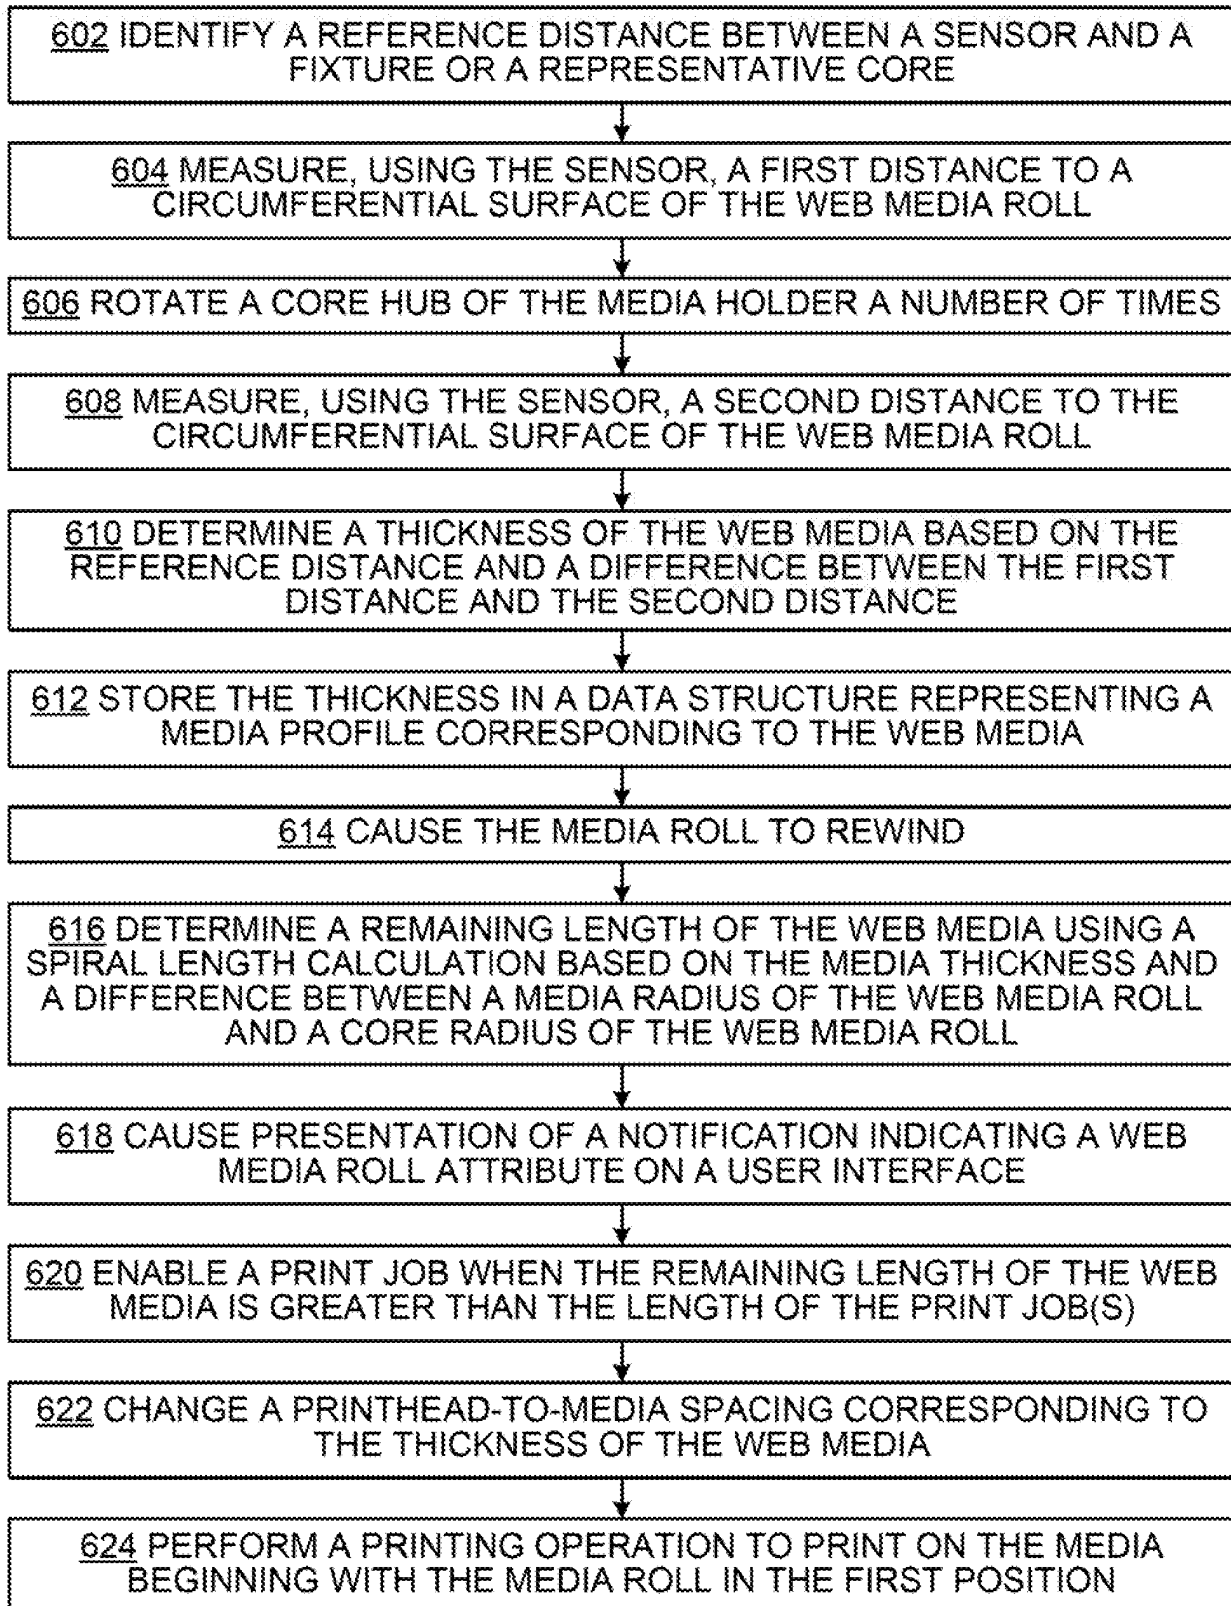 602 IDENTIFY A REFERENCE DISTANCE BETWEEN A SENSOR AND A
FIXTURE OR A REPRESENTATIVE CORE
604 MEASURE, USING THE SENSOR, A FIRST DISTANCE TO A
CIRCUMFERENTIAL SURFACE OF THE WEB MEDIA ROLL
606 ROTATE A CORE HUB OF THE MEDIA HOLDER A NUMBER OF TIMES
608 MEASURE, USING THE SENSOR, A SECOND DISTANCE TO THE
CIRCUMFERENTIAL SURFACE OF THE WEB MEDIA ROLL
610 DETERMINE A THICKNESS OF THE WEB MEDIA BASED ON THE
REFERENCE DISTANCE AND A DIFFERENCE BETWEEN THE FIRST
DISTANCE AND THE SECOND DISTANCE
612 STORE THE THICKNESS IN A DATA STRUCTURE REPRESENTING A
MEDIA PROFILE CORRESPONDING TO THE WEB MEDIA
614 CAUSE THE MEDIA ROLL TO REWIND
616 DETERMINE A REMAINING LENGTH OF THE WEB MEDIA USING A
SPIRAL LENGTH CALCULATION BASED ON THE MEDIA THICKNESS AND
A DIFFERENCE BETWEEN A MEDIA RADIUS OF THE WEB MEDIA ROLL
AND A CORE RADIUS OF THE WEB MEDIA ROLL
618 CAUSE PRESENTATION OF A NOTIFICATION INDICATING A WEB
MEDIA ROLL ATTRIBUTE ON A USER INTERFACE
620 ENABLE A PRINT JOB WHEN THE REMAINING LENGTH OF THE WEB
MEDIA IS GREATER THAN THE LENGTH OF THE PRINT JOB(S)
622 CHANGE A PRINTHEAD-TO-MEDIA SPACING CORRESPONDING TO
THE THICKNESS OF THE WEB MEDIA
624 PERFORM A PRINTING OPERATION TO PRINT ON THE MEDIA
BEGINNING WITH THE MEDIA ROLL IN THE FIRST POSITION